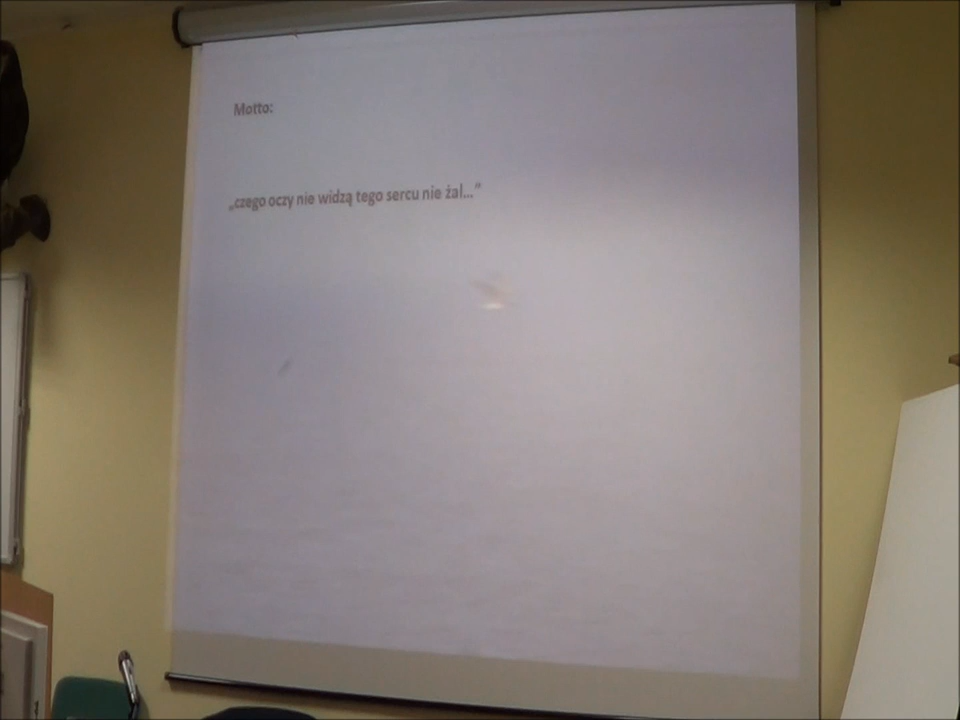 Motto:
„czego oczy nie widzą tego sercu nie żal...”